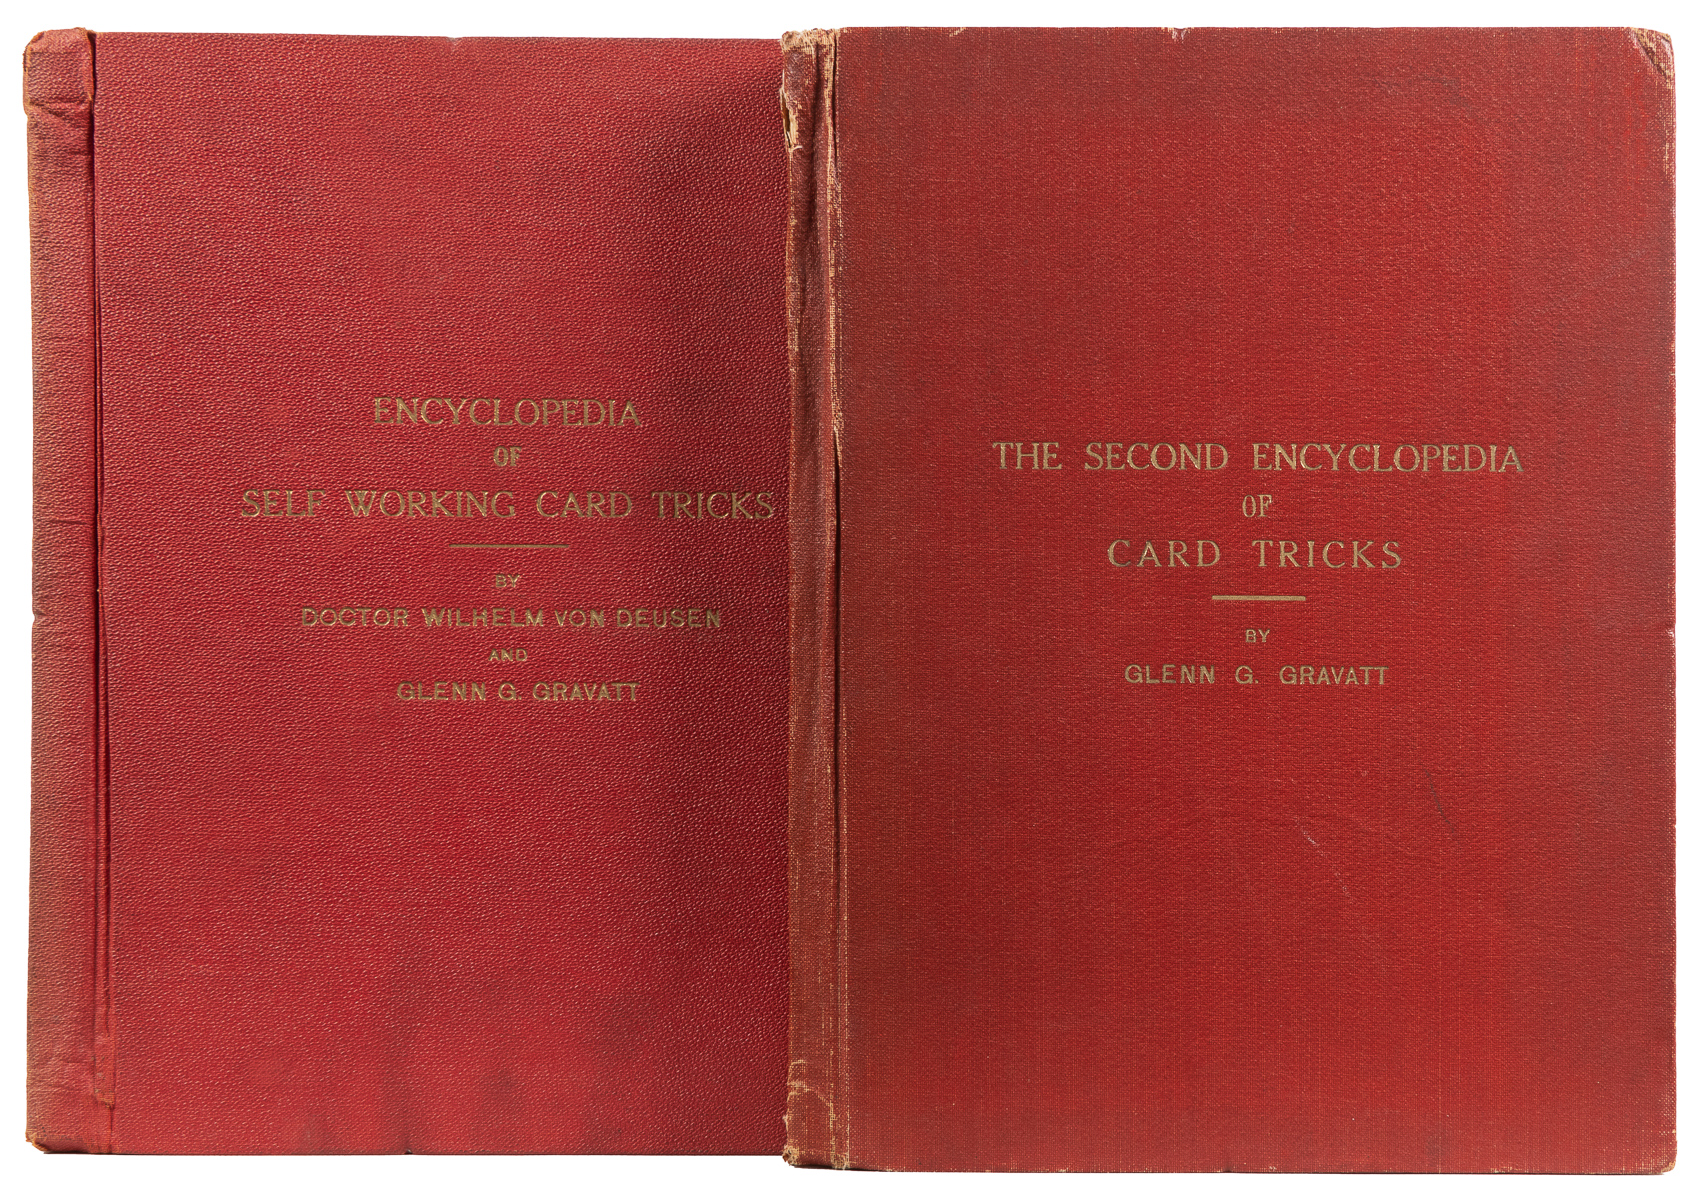 ENCYCLOPEDIA
OF
SELF WORKING CARD TRICKS
BY
DOCTOR WILHELM VON DEUSEN
AND
GLENN G. GRAVATT
THE SECOND ENCYCLOPEDIA
OF
CARD TRICKS
BY
GLENN G. GRAVATT